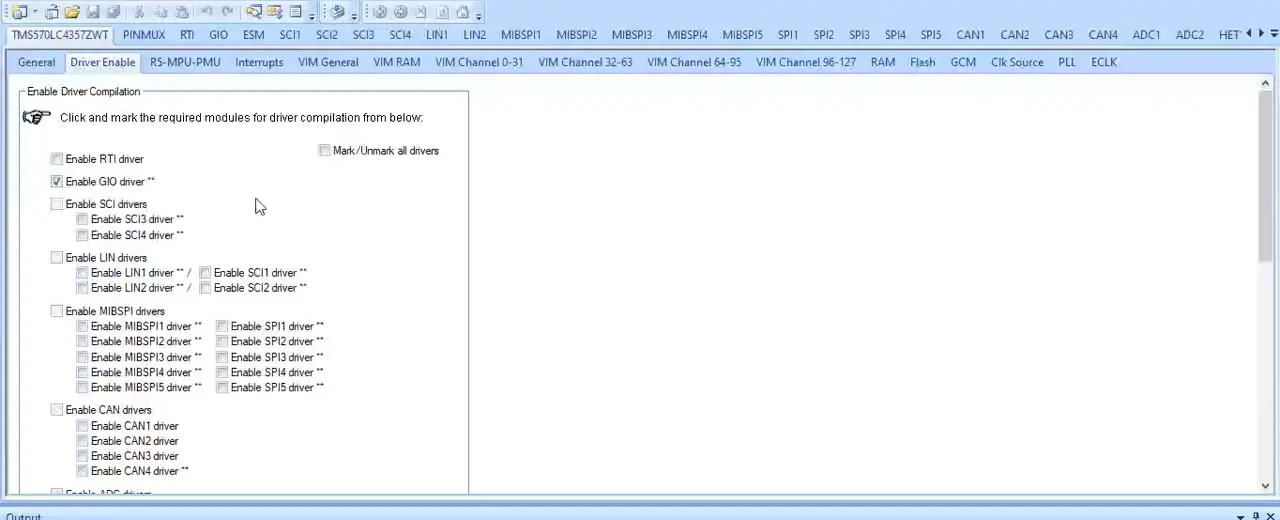 TMS570LC4357ZWT PINMUX RTI GIO ESM SCI1 SCI2 SCI3 SCI4 LIN1 LIN2 MIBSPI1 MIBSPI2 MIBSPI3 MIBSPI4 MIBSPI5 SPI1 SPI2 SPI3 SPI4 SPI5 CAN1 CAN2 CAN3 CAN4 ADC1 ADC2 HET
General Driver Enable R5-MPU-PMU Interrupts VIM General VIM RAM VIM Channel 0-31 VIM Channel 32-63 VIM Channel 64-95 VIM Channel 96-127 RAM Flash GCM Clk Source PLL ECLK
Enable Driver Compilation
Click and mark the required modules for driver compilation from below:
Mark/Unmark all drivers
Enable RTI driver
Enable GIO driver **
Enable SCI drivers
Enable SCI3 driver **
Enable SCI4 driver **
Enable LIN drivers
Enable LIN1 driver ** / Enable SCI1 driver **
Enable LIN2 driver ** / Enable SCI2 driver **
Enable MIBSPI drivers
Enable MIBSPI1 driver ** Enable SPI1 driver **
Enable MIBSPI2 driver ** Enable SPI2 driver **
Enable MIBSPI3 driver ** Enable SPI3 driver **
Enable MIBSPI4 driver ** Enable SPI4 driver **
Enable MIBSPI5 driver ** Enable SPI5 driver **
Enable CAN drivers
Enable CAN1 driver
Enable CAN2 driver
Enable CAN3 driver
Enable CAN4 driver **
Enable ADC drivers
Output